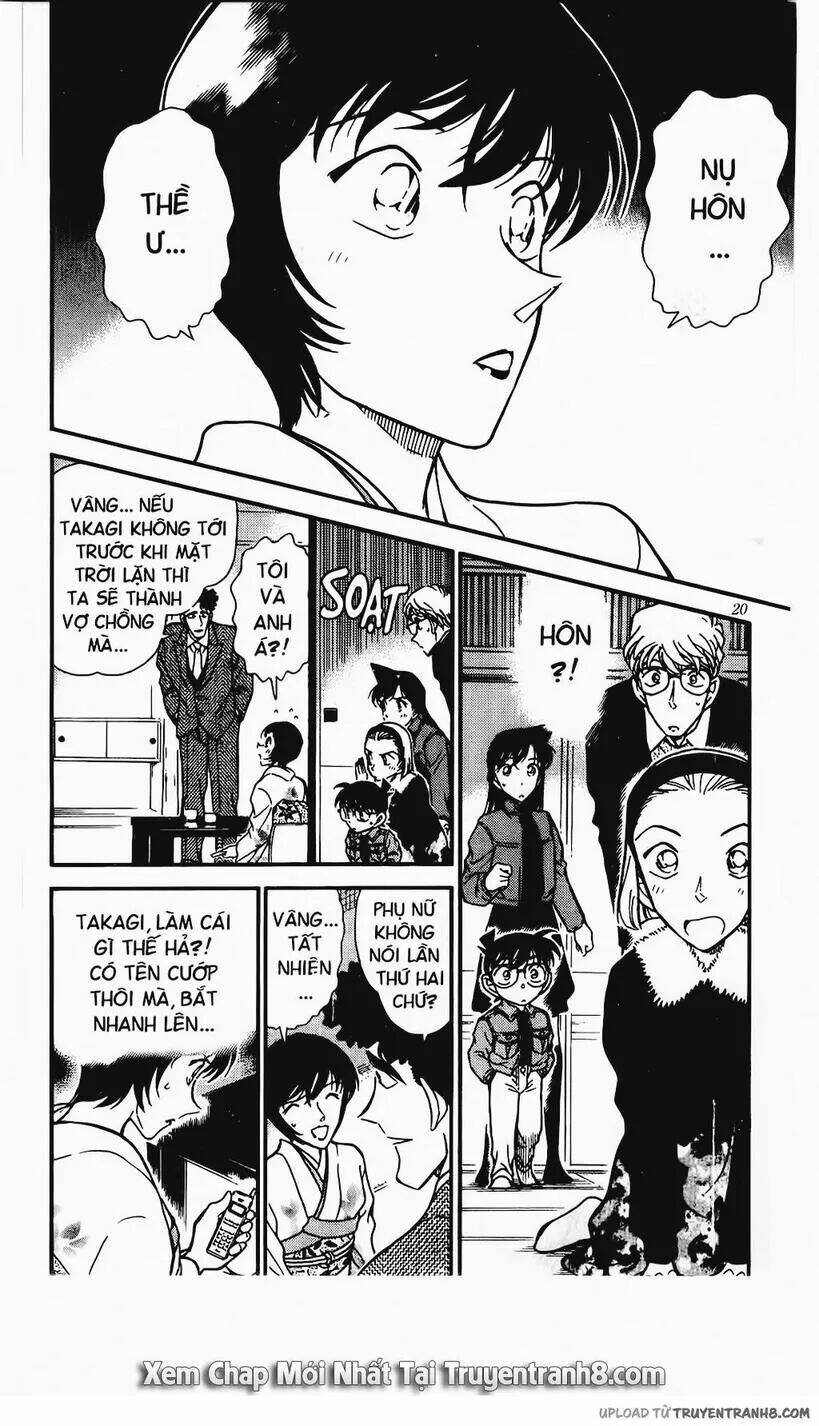 NỤ
HÔN
...
THỀ
Ư...
20
HÔN
?!
SOẠT
TÔI
VÀ
ANH
Á?!
VÂNG... NẾU
TAKAGI KHÔNG TỚI
TRƯỚC KHI MẶT
TRỜI LẶN THÌ
TA SẼ THÀNH
VỢ CHỒNG
MÀ...
PHỤ NỮ
KHÔNG
NÓI LẦN
THỨ HAI
CHỨ?
VÂNG...
TẤT
NHIÊN
...
TAKAGI, LÀM CÁI
GÌ THẾ HẢ?!
CÓ TÊN CƯỚP
THÔI MÀ, BẮT
NHANH LÊN...
Xem Chap Mới Nhất Tại Truyentranh8.com
UPLOAD TỪ TRUYENTRANH8.COM